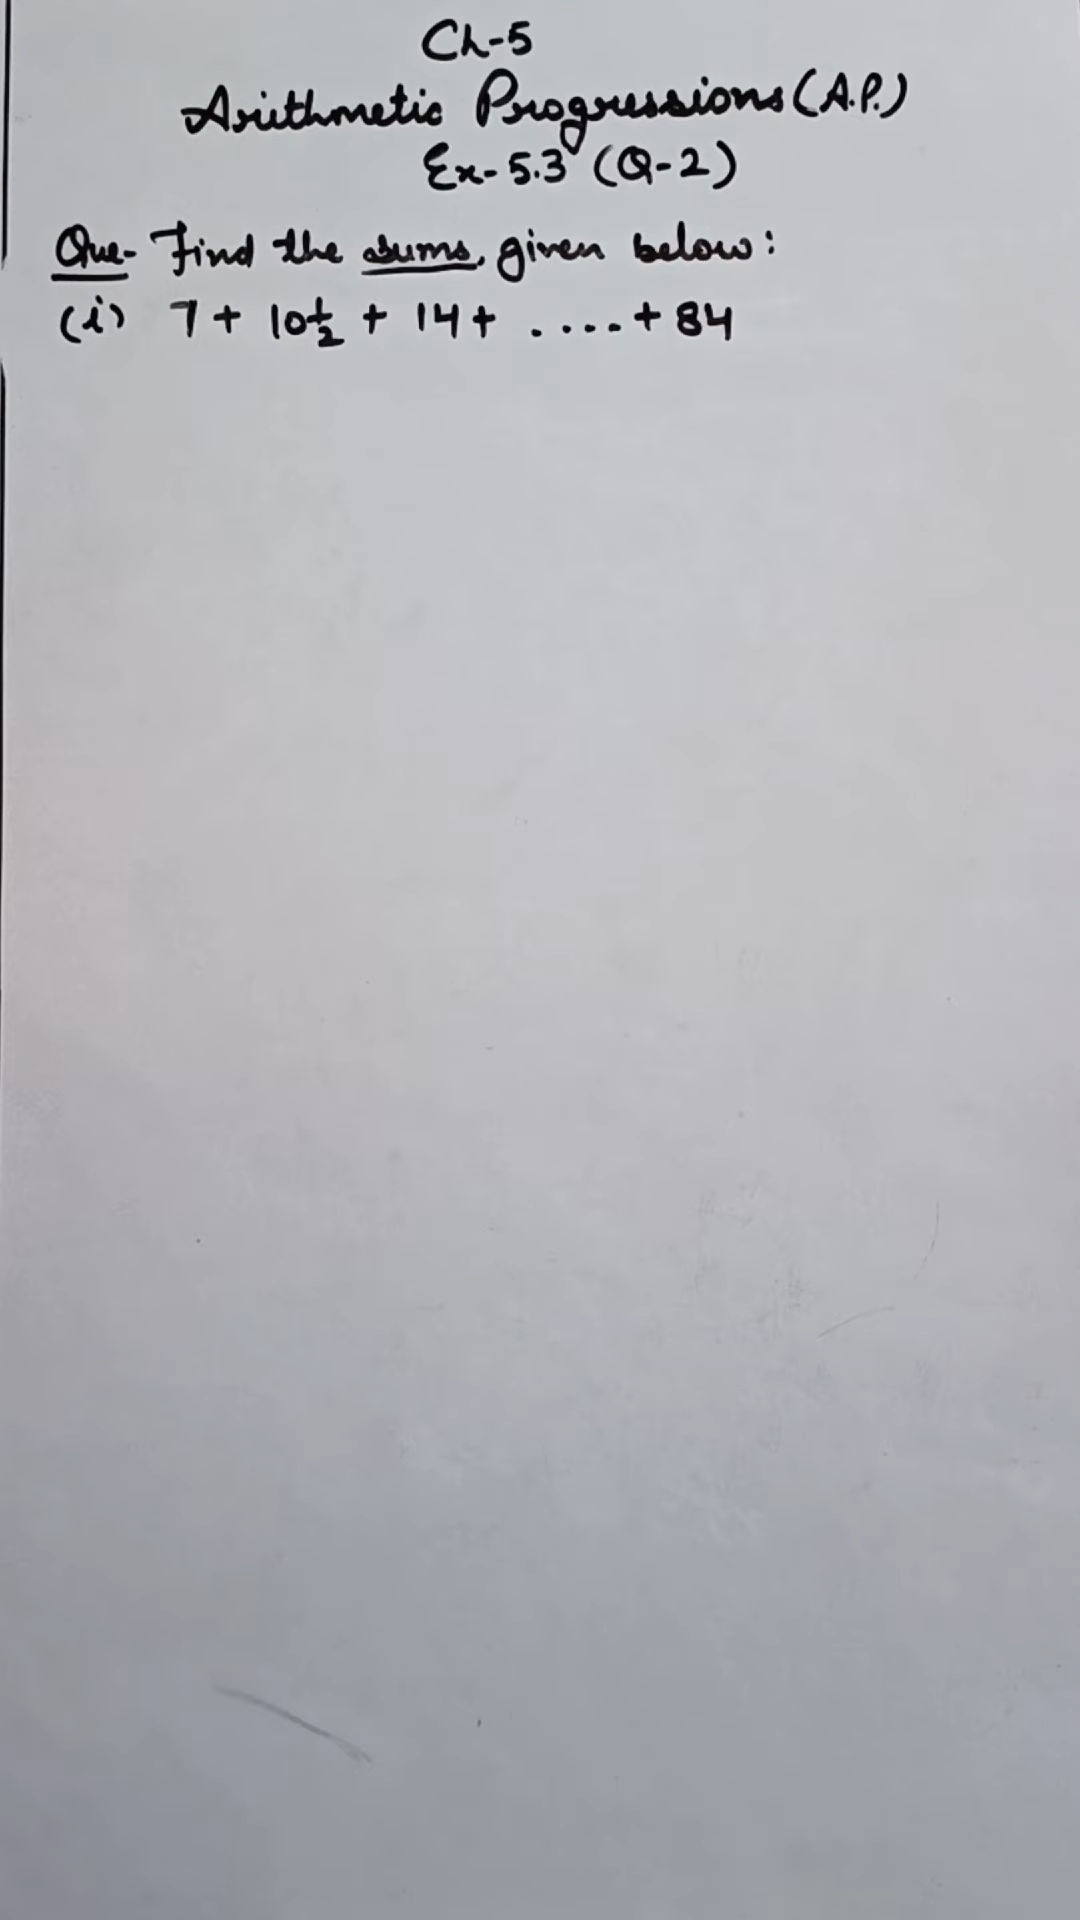 Ch-5
Arithmetic Progressions (A.P.)
Ex-5.3 (Q-2)
Que- Find the sums, given below:
(i) 7 + 10½ + 14 + ..... + 84